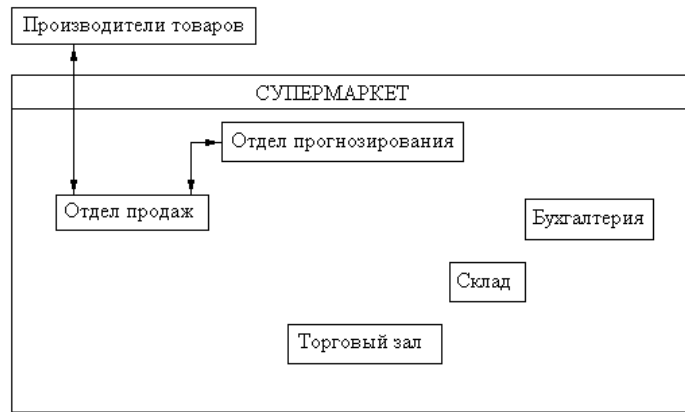 Производители товаров
СУПЕРМАРКЕТ
Отдел прогнозирования
Отдел продаж
Бухгалтерия
Склад
Торговый зал